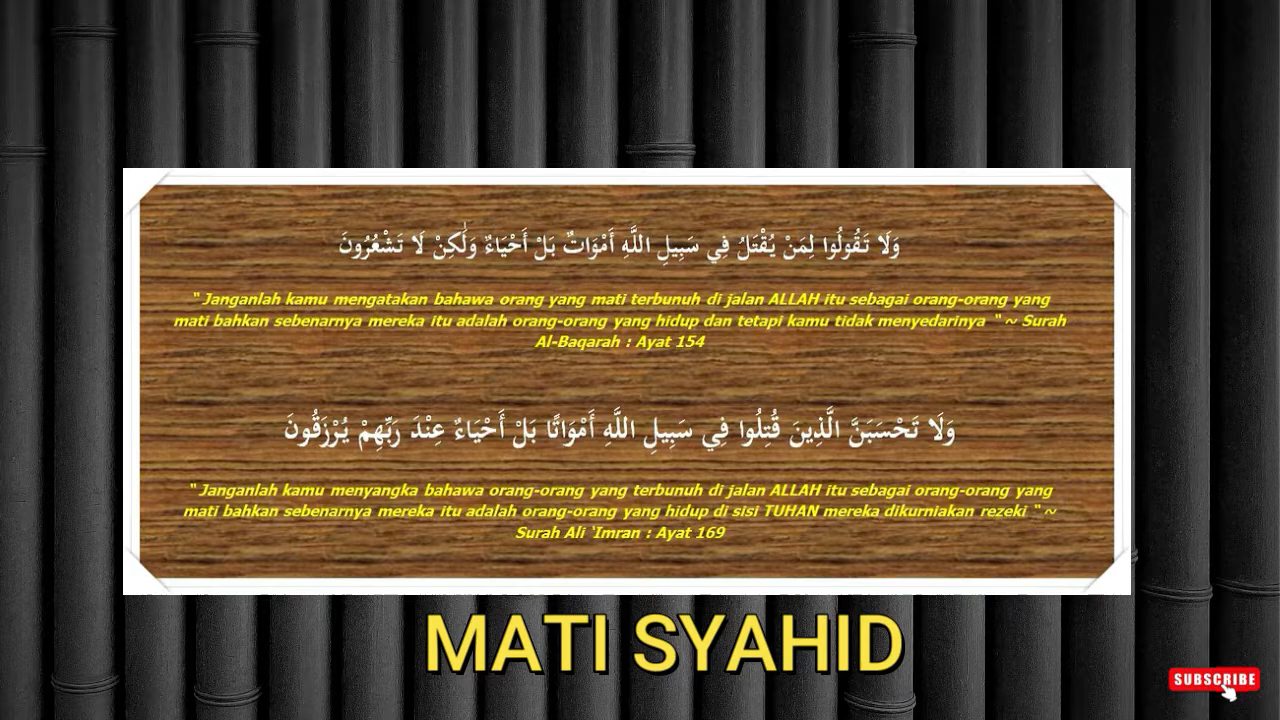 وَلَا تَقُولُوا لِمَنْ يُقْتَلُ فِي سَبِيلِ اللَّهِ أَمْوَاتٌ بَلْ أَحْيَاءٌ وَلَٰكِنْ لَا تَشْعُرُونَ
" Janganlah kamu mengatakan bahawa orang yang mati terbunuh di jalan ALLAH itu sebagai orang-orang yang
mati bahkan sebenarnya mereka itu adalah orang-orang yang hidup dan tetapi kamu tidak menyedarinya " ~ Surah
Al-Baqarah : Ayat 154
وَلَا تَحْسَبَنَّ الَّذِينَ قُتِلُوا فِي سَبِيلِ اللَّهِ أَمْوَاتًا بَلْ أَحْيَاءٌ عِنْدَ رَبِّهِمْ يُرْزَقُونَ
" Janganlah kamu menyangka bahawa orang-orang yang terbunuh di jalan ALLAH itu sebagai orang-orang yang
mati bahkan sebenarnya mereka itu adalah orang-orang yang hidup di sisi TUHAN mereka dikurniakan rezeki " ~
Surah Ali 'Imran : Ayat 169
MATI SYAHID
SUBSCRIBE